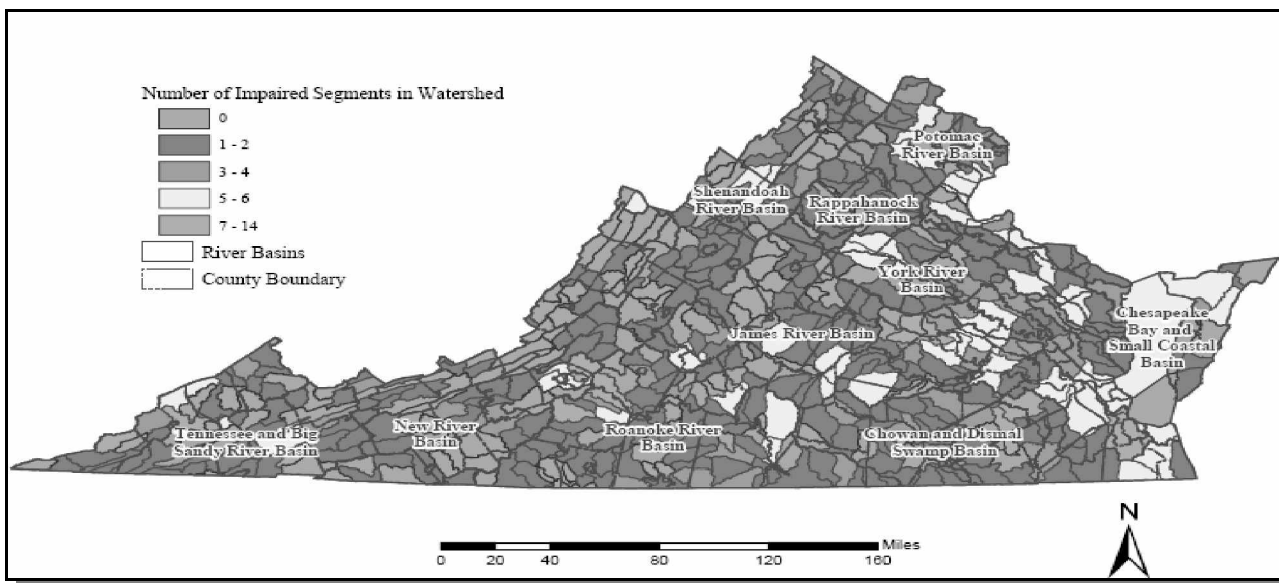 Number of Impaired Segments in Watershed
0
1 - 2
3 - 4
5 - 6
7 - 14
River Basins
County Boundary
Potomac
River Basin
Shenandoah
River Basin
Rappahanock
River Basin
York River
Basin
Chesapeake
Bay and
Small Coastal
Basin
James River Basin
Tennessee and Big
Sandy River Basin
New River
Basin
Roanoke River
Basin
Chowan and Dismal
Swamp Basin
N
Miles
0 20 40 80 120 160